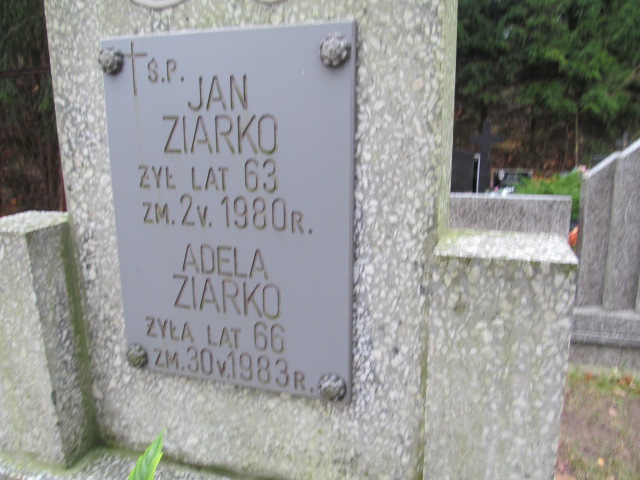 Ś.P.
JAN
ZIARKO
ŻYŁ LAT 63
ZM. 2 V. 1980 R.
ADELA
ZIARKO
ŻYŁA LAT 66
ZM. 30 V. 1983 R.